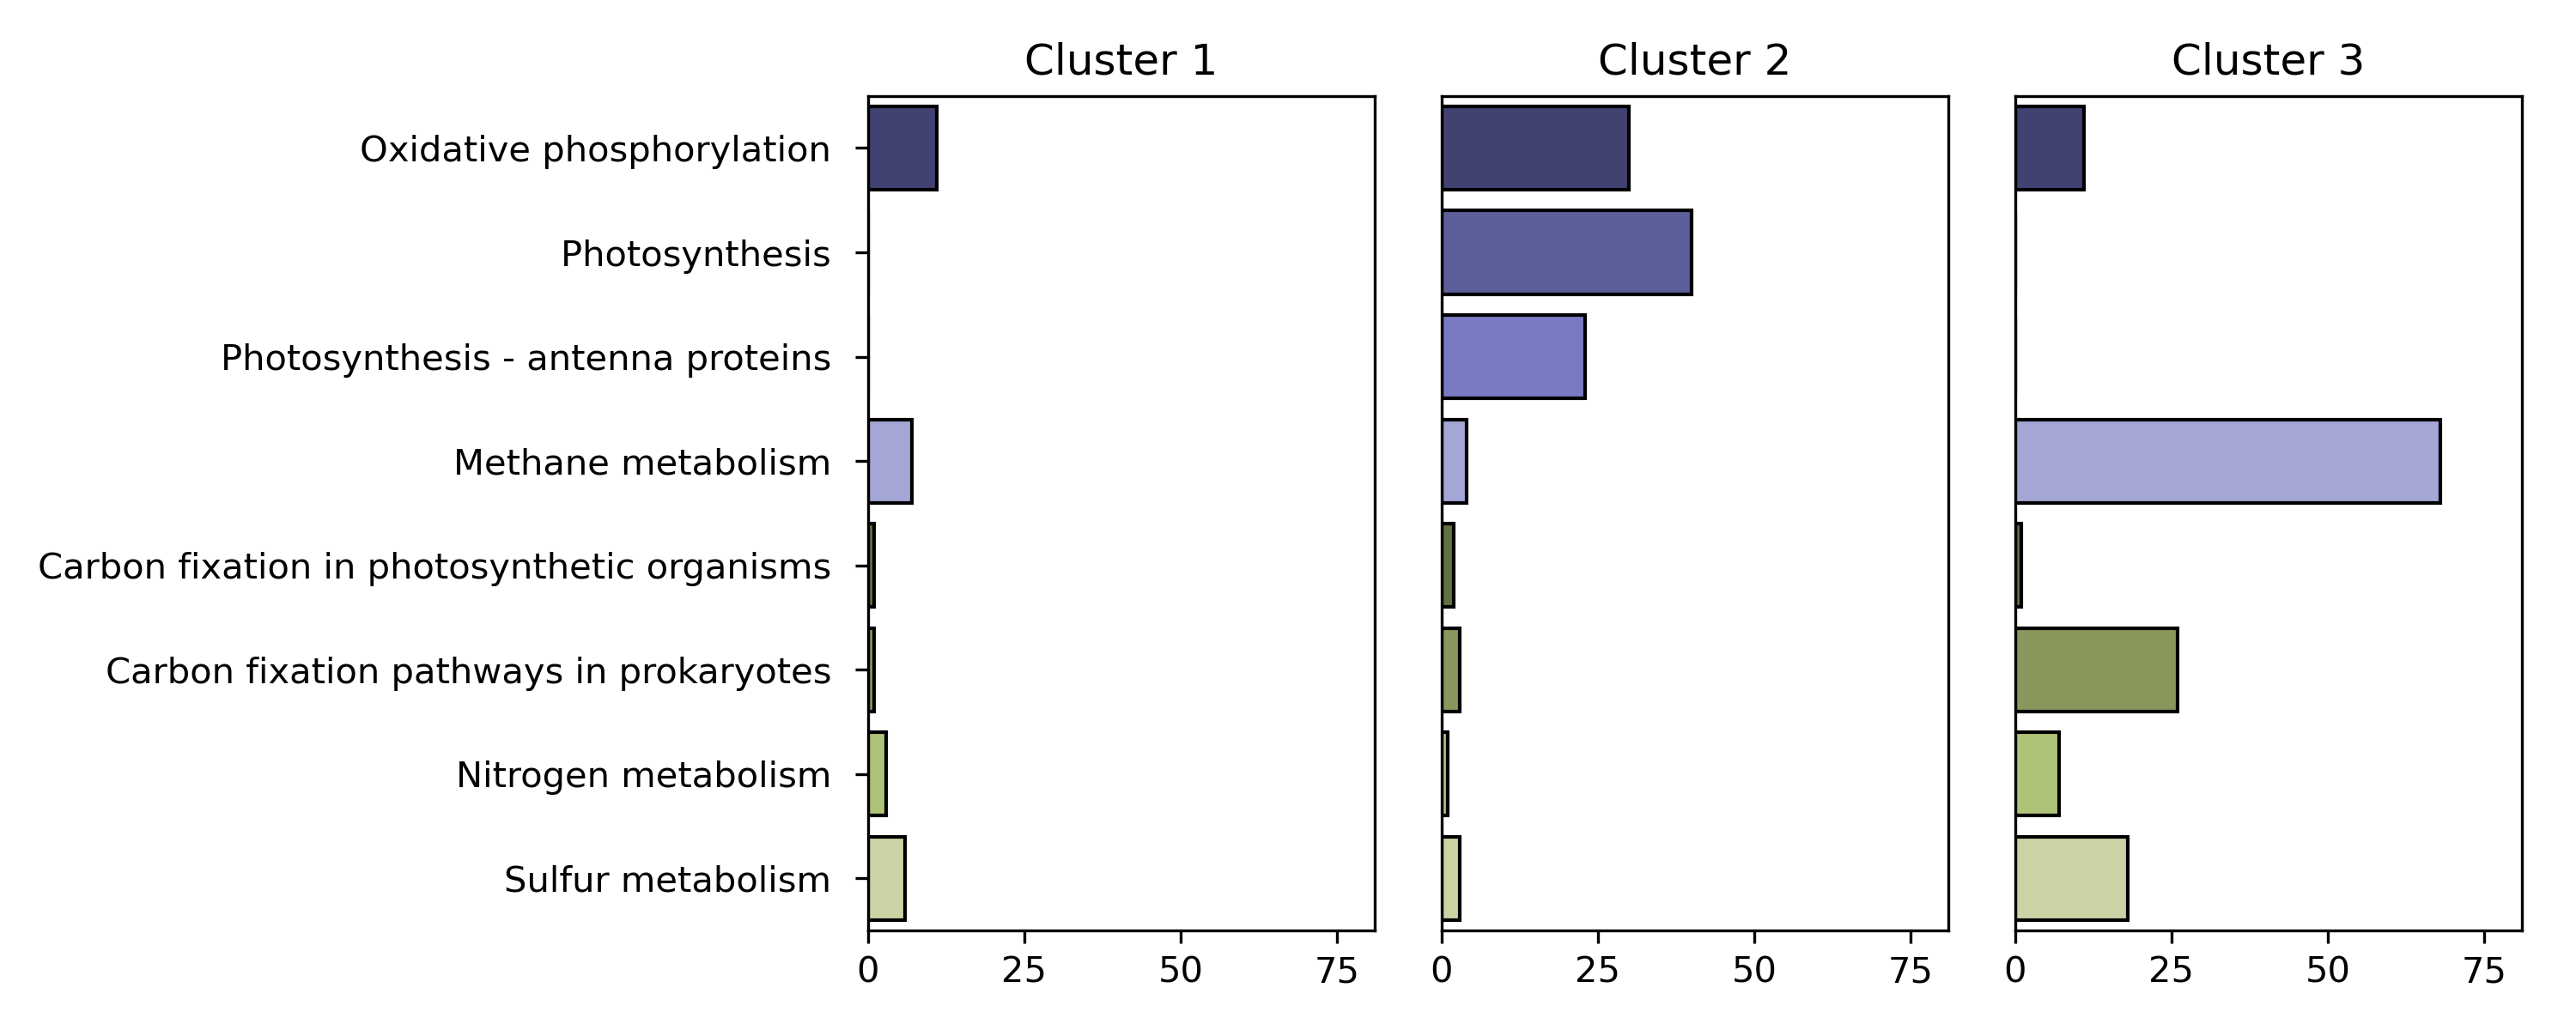 Cluster 1 Cluster 2 Cluster 3
Oxidative phosphorylation
Photosynthesis
Photosynthesis - antenna proteins
Methane metabolism
Carbon fixation in photosynthetic organisms
Carbon fixation pathways in prokaryotes
Nitrogen metabolism
Sulfur metabolism
0 25 50 75 0 25 50 75 0 25 50 75